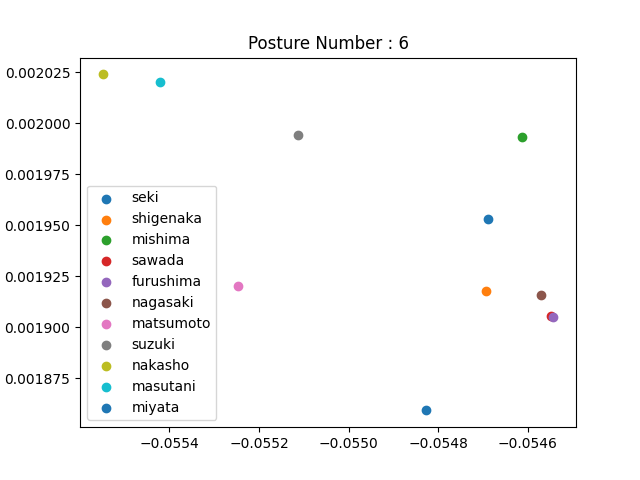 Posture Number : 6
0.002025
0.002000
0.001975
0.001950
0.001925
0.001900
0.001875
seki
shigenaka
mishima
sawada
furushima
nagasaki
matsumoto
suzuki
nakasho
masutani
miyata
−0.0554 −0.0552 −0.0550 −0.0548 −0.0546